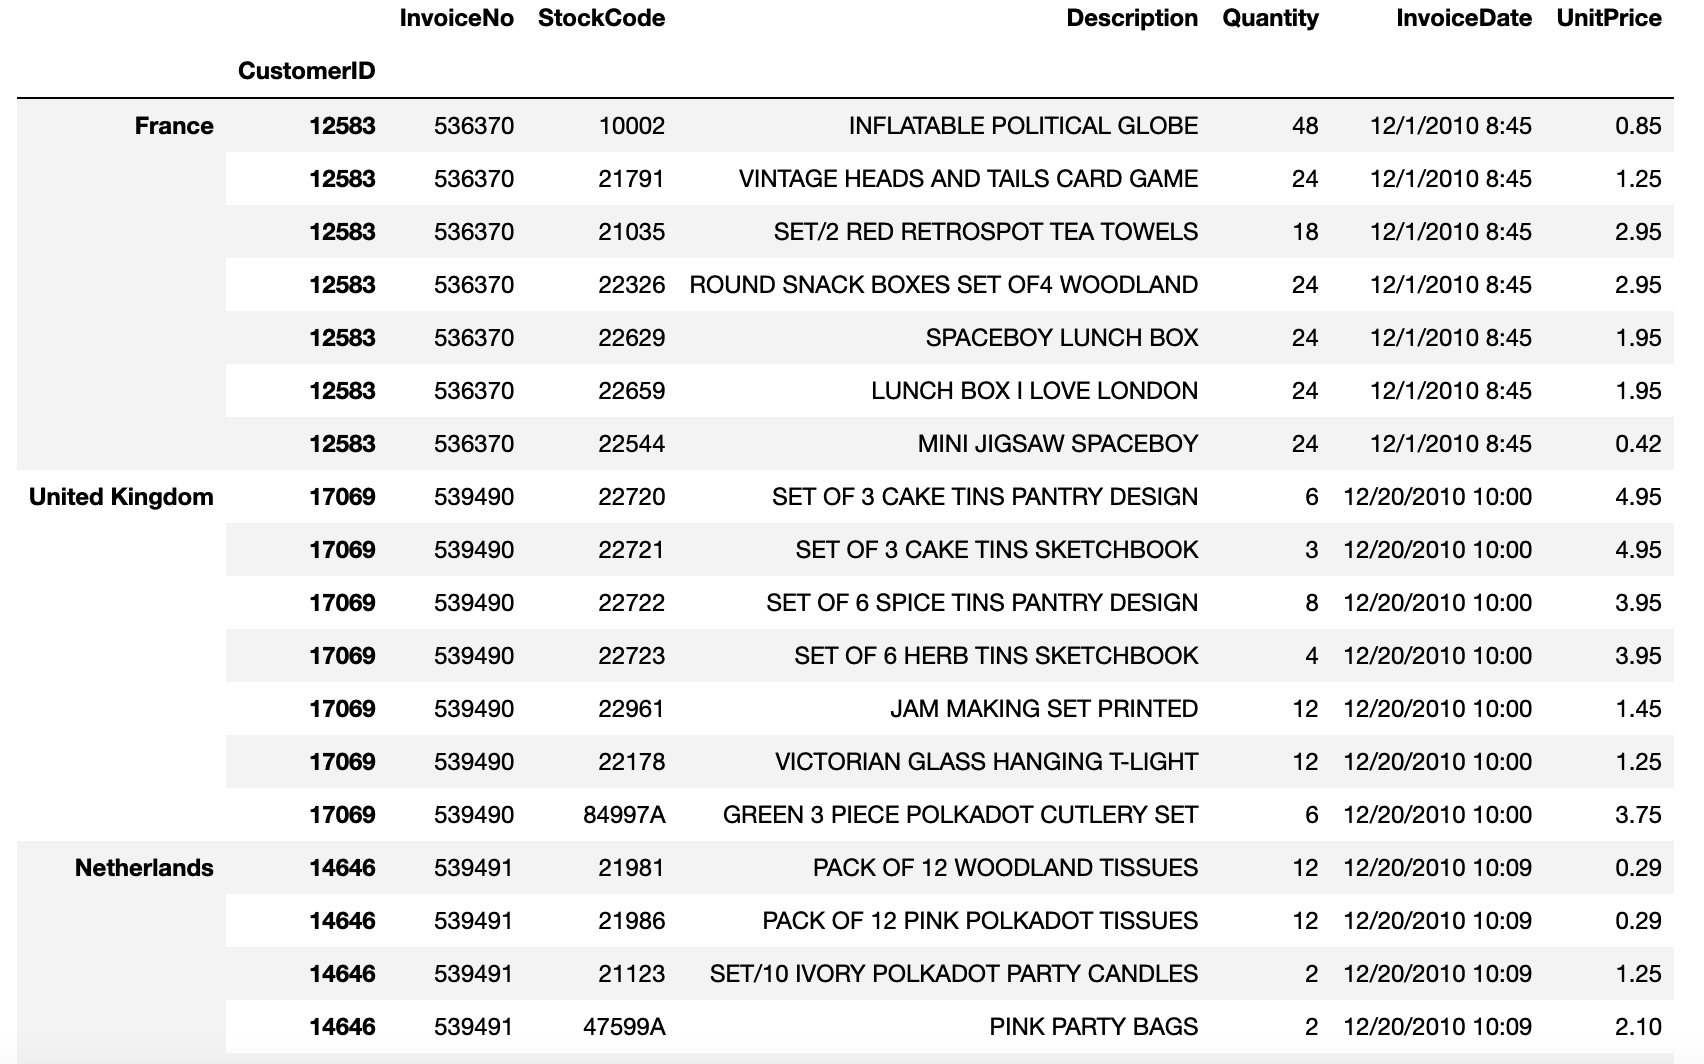 InvoiceNo StockCode Description Quantity InvoiceDate UnitPrice
CustomerID
France 12583 536370 10002 INFLATABLE POLITICAL GLOBE 48 12/1/2010 8:45 0.85
12583 536370 21791 VINTAGE HEADS AND TAILS CARD GAME 24 12/1/2010 8:45 1.25
12583 536370 21035 SET/2 RED RETROSPOT TEA TOWELS 18 12/1/2010 8:45 2.95
12583 536370 22326 ROUND SNACK BOXES SET OF4 WOODLAND 24 12/1/2010 8:45 2.95
12583 536370 22629 SPACEBOY LUNCH BOX 24 12/1/2010 8:45 1.95
12583 536370 22659 LUNCH BOX I LOVE LONDON 24 12/1/2010 8:45 1.95
12583 536370 22544 MINI JIGSAW SPACEBOY 24 12/1/2010 8:45 0.42
United Kingdom 17069 539490 22720 SET OF 3 CAKE TINS PANTRY DESIGN 6 12/20/2010 10:00 4.95
17069 539490 22721 SET OF 3 CAKE TINS SKETCHBOOK 3 12/20/2010 10:00 4.95
17069 539490 22722 SET OF 6 SPICE TINS PANTRY DESIGN 8 12/20/2010 10:00 3.95
17069 539490 22723 SET OF 6 HERB TINS SKETCHBOOK 4 12/20/2010 10:00 3.95
17069 539490 22961 JAM MAKING SET PRINTED 12 12/20/2010 10:00 1.45
17069 539490 22178 VICTORIAN GLASS HANGING T-LIGHT 12 12/20/2010 10:00 1.25
17069 539490 84997A GREEN 3 PIECE POLKADOT CUTLERY SET 6 12/20/2010 10:00 3.75
Netherlands 14646 539491 21981 PACK OF 12 WOODLAND TISSUES 12 12/20/2010 10:09 0.29
14646 539491 21986 PACK OF 12 PINK POLKADOT TISSUES 12 12/20/2010 10:09 0.29
14646 539491 21123 SET/10 IVORY POLKADOT PARTY CANDLES 2 12/20/2010 10:09 1.25
14646 539491 47599A PINK PARTY BAGS 2 12/20/2010 10:09 2.10